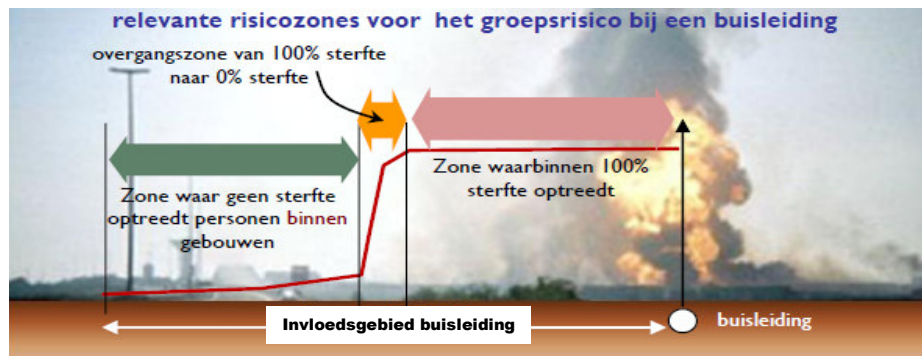 relevante risicozones voor het groepsrisico bij een buisleiding
overgangszone van 100% sterfte
naar 0% sterfte
Zone waar geen sterfte
optreedt personen binnen
gebouwen
Zone waarbinnen 100%
sterfte optreedt
Invloedsgebied buisleiding
buisleiding